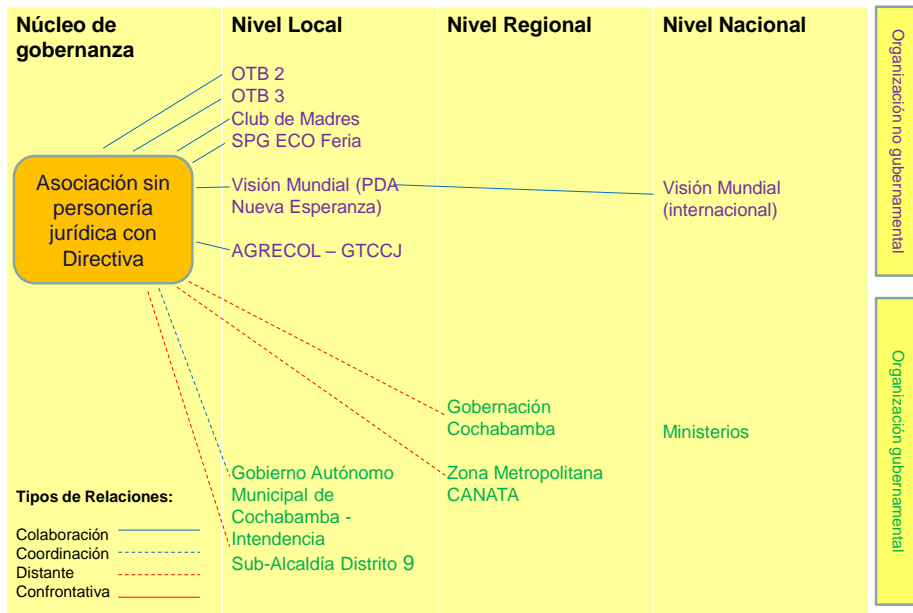 Núcleo de
gobernanza
Nivel Local
Nivel Regional
Nivel Nacional
OTB 2
OTB 3
Club de Madres
SPG ECO Feria
Asociación sin
personería
jurídica con
Directiva
Visión Mundial (PDA
Nueva Esperanza)
Visión Mundial
(internacional)
AGRECOL – GTCCJ
Organización no gubernamental
Gobernación
Cochabamba
Ministerios
Gobierno Autónomo
Municipal de
Cochabamba -
Intendencia
Sub-Alcaldía Distrito 9
Zona Metropolitana
CANATA
Organización gubernamental
Tipos de Relaciones:
Colaboración
Coordinación
Distante
Confrontativa